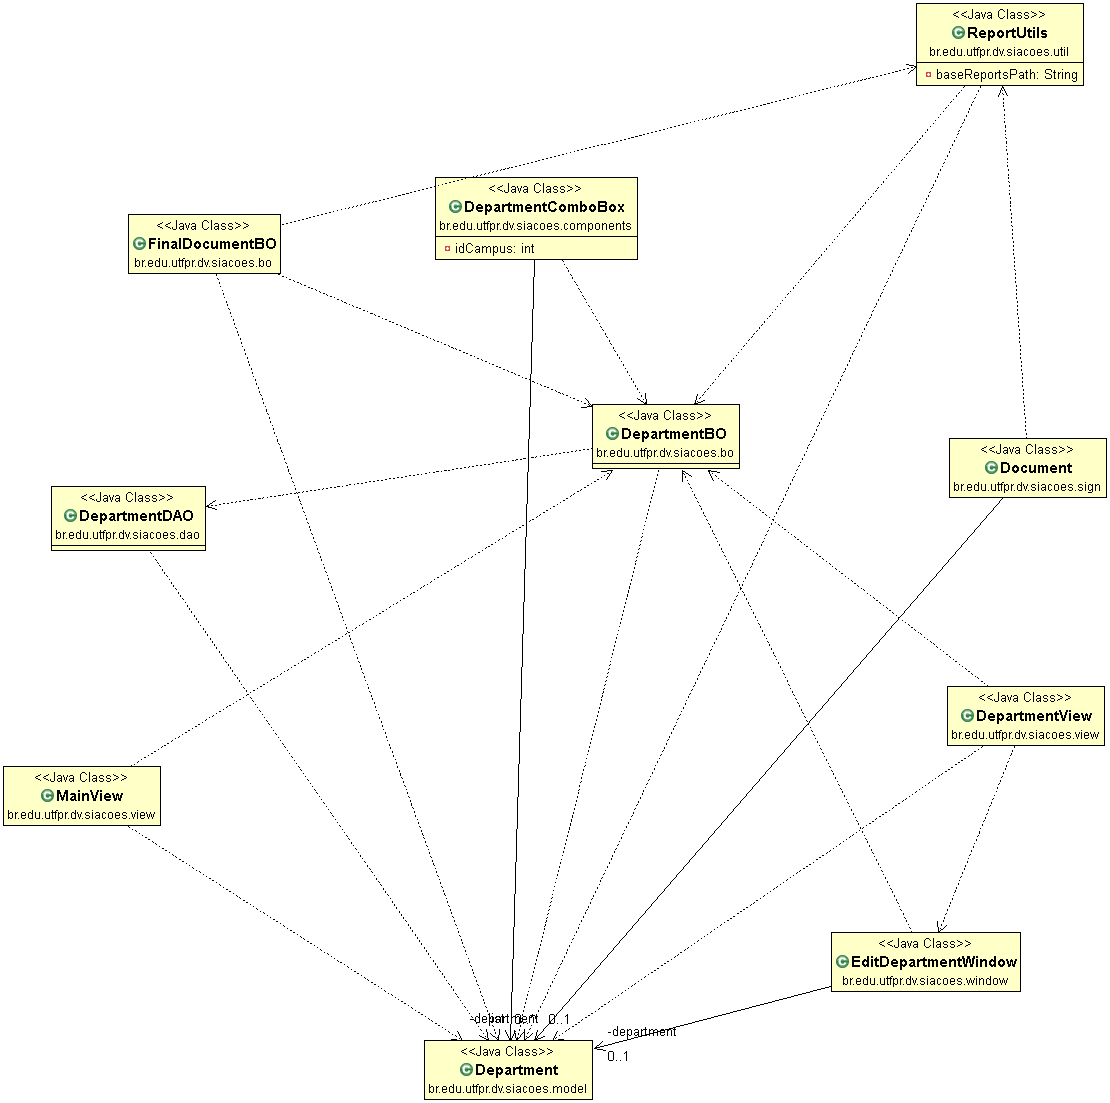 <<Java Class>>
ReportUtils
br.edu.utfpr.dv.siacoes.util
baseReportsPath: String
<<Java Class>>
DepartmentComboBox
br.edu.utfpr.dv.siacoes.components
idCampus: int
<<Java Class>>
FinalDocumentBO
br.edu.utfpr.dv.siacoes.bo
<<Java Class>>
DepartmentBO
br.edu.utfpr.dv.siacoes.bo
<<Java Class>>
Document
br.edu.utfpr.dv.siacoes.sign
<<Java Class>>
DepartmentDAO
br.edu.utfpr.dv.siacoes.dao
<<Java Class>>
DepartmentView
br.edu.utfpr.dv.siacoes.view
<<Java Class>>
MainView
br.edu.utfpr.dv.siacoes.view
<<Java Class>>
EditDepartmentWindow
br.edu.utfpr.dv.siacoes.window
-department
0..1
-department
0..1
<<Java Class>>
Department
br.edu.utfpr.dv.siacoes.model